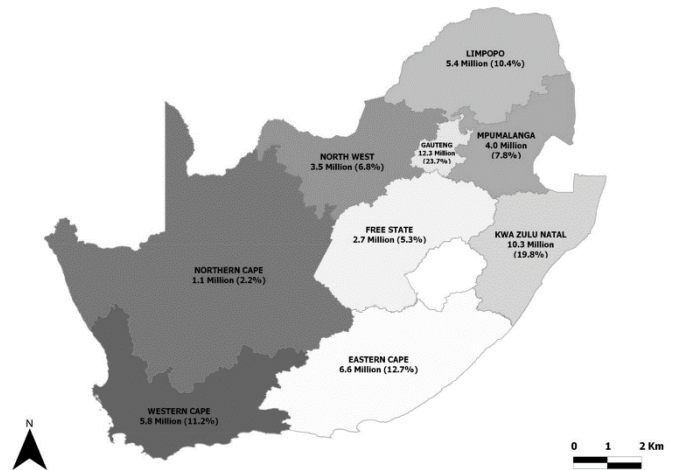 LIMPOPO
5.4 Million (10.4%)
MPUMALANGA
4.0 Million
(7.8%)
GAUTENG
12.3 Million
(23.7%)
NORTH WEST
3.5 Million (6.8%)
FREE STATE
2.7 Million (5.3%)
KWA ZULU NATAL
10.3 Million
(19.8%)
NORTHERN CAPE
1.1 Million (2.2%)
EASTERN CAPE
6.6 Million (12.7%)
WESTERN CAPE
5.8 Million (11.2%)
N
0 1 2 Km